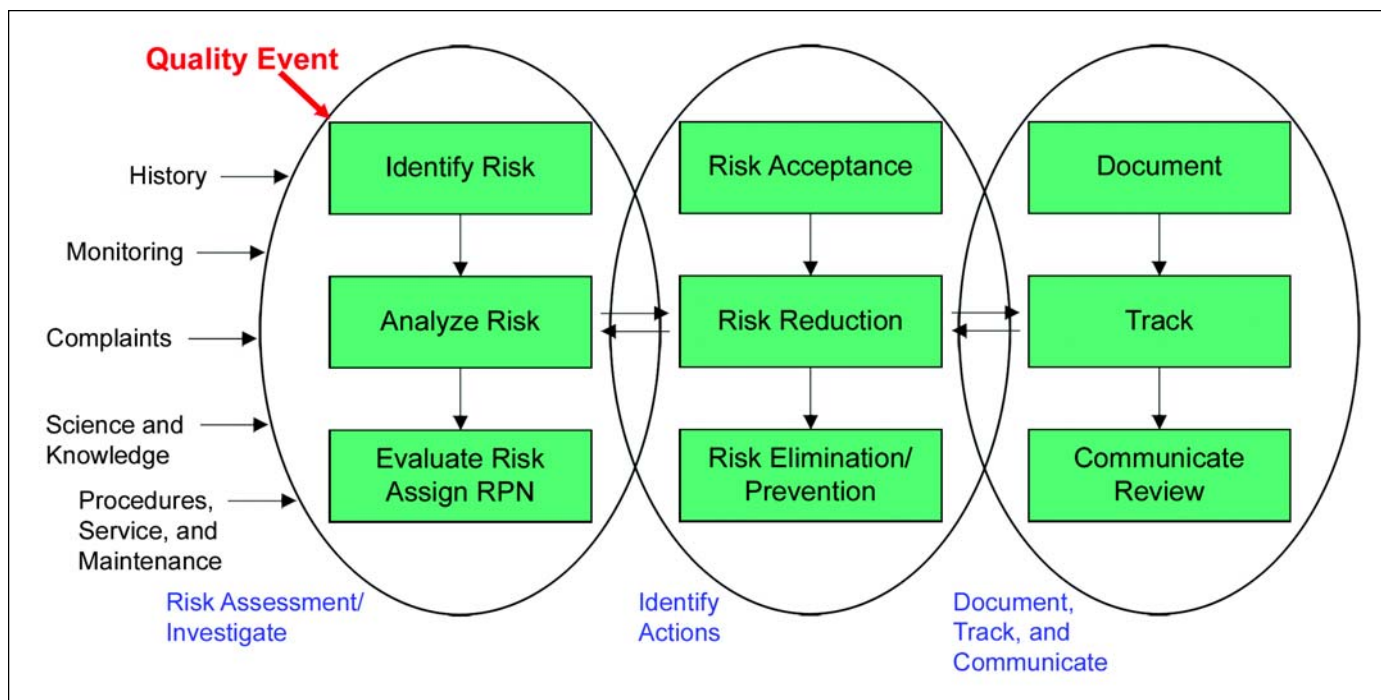 Quality Event
History
Monitoring
Complaints
Science and
Knowledge
Procedures,
Service, and
Maintenance
Identify Risk
Analyze Risk
Evaluate Risk
Assign RPN
Risk Assessment/
Investigate
Risk Acceptance
Risk Reduction
Risk Elimination/
Prevention
Identify
Actions
Document
Track
Communicate
Review
Document,
Track, and
Communicate